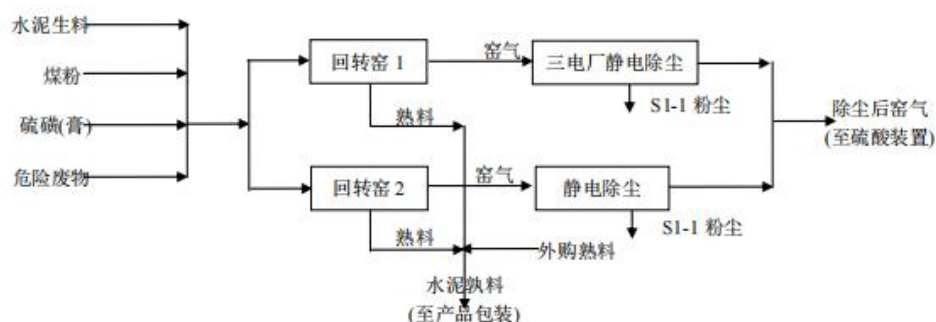 水泥生料
煤粉
硫磺(膏)
危险废物
回转窑 1
窑气
三电厂静电除尘
S1-1 粉尘
熟料
除尘后窑气
(至硫酸装置)
回转窑 2
窑气
静电除尘
S1-1 粉尘
熟料
外购熟料
水泥孰料
(至产品包装)